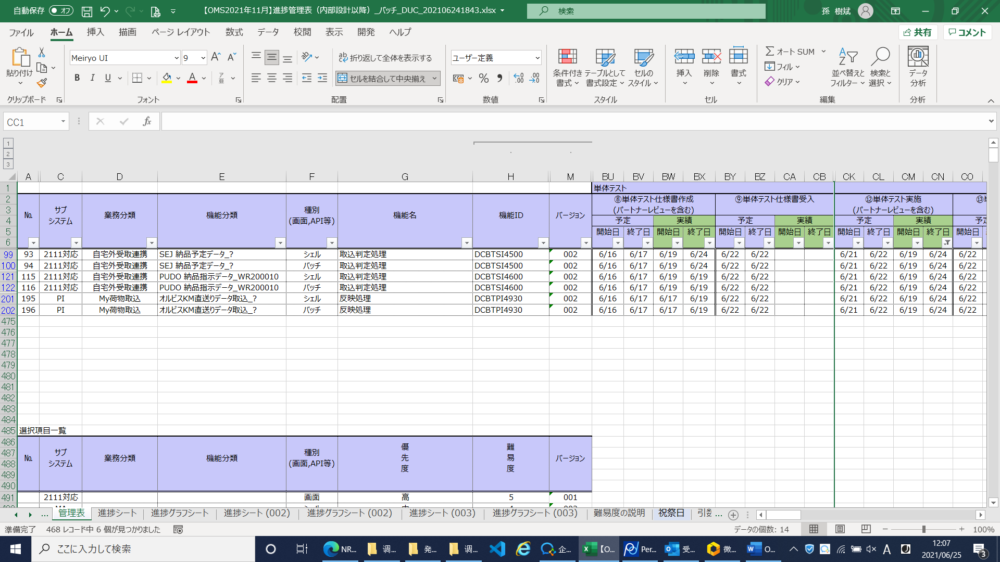 自動保存 オフ 【OMS2021年11月】進捗管理表（内部設計以降）_バッチ_DUC_202106241843.xlsx 検索 孫 樹斌
ファイル ホーム 挿入 描画 ページ レイアウト 数式 データ 校閲 表示 開発 ヘルプ 共有 コメント
貼り付け Meiryo UI 9 折り返して全体を表示する セルを結合して中央揃え ユーザー定義 条件付き書式 テーブルとして書式設定 セルのスタイル 挿入 削除 書式 オート SUM フィル クリア 並べ替えとフィルター 検索と選択 データ分析
クリップボード フォント 配置 数値 スタイル セル 編集 分析
CC1
1
2
3
A C D E F G H M BU BV BW BX BY BZ CA CB CK CL CM CN CO
1 単体テスト
2 ⑧単体テスト仕様書作成 ⑨単体テスト仕様書受入 ⑫単体テスト実施
3 № サブ システム 業務分類 機能分類 種別 (画面,API等) 機能名 機能ID バージョン (パートナーレビューを含む) (パートナーレビューを含む)
4 予定 実績 予定 実績 予定 実績
5 開始日 終了日 開始日 終了日 開始日 終了日 開始日 終了日 開始日 終了日 開始日 終了日 開始日
6
99 93 2111対応 自宅外受取連携 SEJ 納品予定データ_? シェル 取込判定処理 DCBTSI4500 002 6/16 6/17 6/19 6/24 6/22 6/22 6/21 6/22 6/19 6/24 6/22
100 94 2111対応 自宅外受取連携 SEJ 納品予定データ_? バッチ 取込判定処理 DCBTSI4500 002 6/16 6/17 6/19 6/24 6/22 6/22 6/21 6/22 6/19 6/24 6/22
121 115 2111対応 自宅外受取連携 PUDO 納品指示データ_WR200010 シェル 取込判定処理 DCBTSI4600 002 6/16 6/17 6/19 6/19 6/22 6/22 6/21 6/22 6/19 6/24 6/22
122 116 2111対応 自宅外受取連携 PUDO 納品指示データ_WR200010 バッチ 取込判定処理 DCBTSI4600 002 6/16 6/17 6/19 6/19 6/22 6/22 6/21 6/22 6/19 6/24 6/22
201 195 PI My荷物取込 オルビスKM直送りデータ取込_? シェル 反映処理 DCBTPI4930 002 6/16 6/17 6/17 6/19 6/22 6/22 6/21 6/22 6/19 6/24 6/22
202 196 PI My荷物取込 オルビスKM直送りデータ取込_? バッチ 反映処理 DCBTPI4930 002 6/16 6/17 6/17 6/19 6/22 6/22 6/21 6/22 6/19 6/24 6/22
475
476
477
478
479
480
481
482
483
484
485 選択項目一覧
486
487 № サブ システム 業務分類 機能分類 種別 (画面,API等) 優先度 難易度 バージョン
488
489
490
491 2111対応 画面 高 5 001
... 管理表 進捗シート 進捗グラフシート 進捗シート (002) 進捗グラフシート (002) 進捗シート (003) 進捗グラフシート (003) 難易度の説明 祝祭日 引数 ...
準備完了 468 レコード中 6 個が見つかりました データの個数: 14 100%
ここに入力して検索 NR... 调... 発... 调... 企... 【O... Per... 受... 微... O... A 12:07
2021/06/25 3